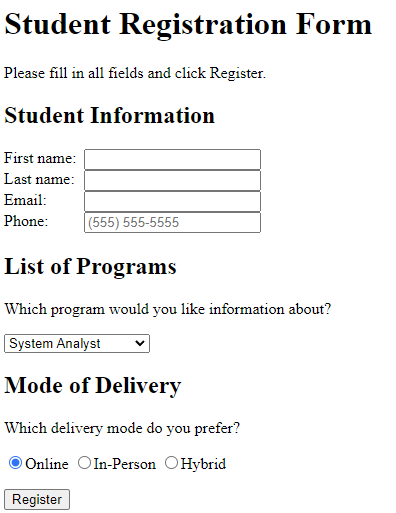 Student Registration Form
Please fill in all fields and click Register.
Student Information
First name:
Last name:
Email:
Phone: (555) 555-5555
List of Programs
Which program would you like information about?
System Analyst
Mode of Delivery
Which delivery mode do you prefer?
Online In-Person Hybrid
Register